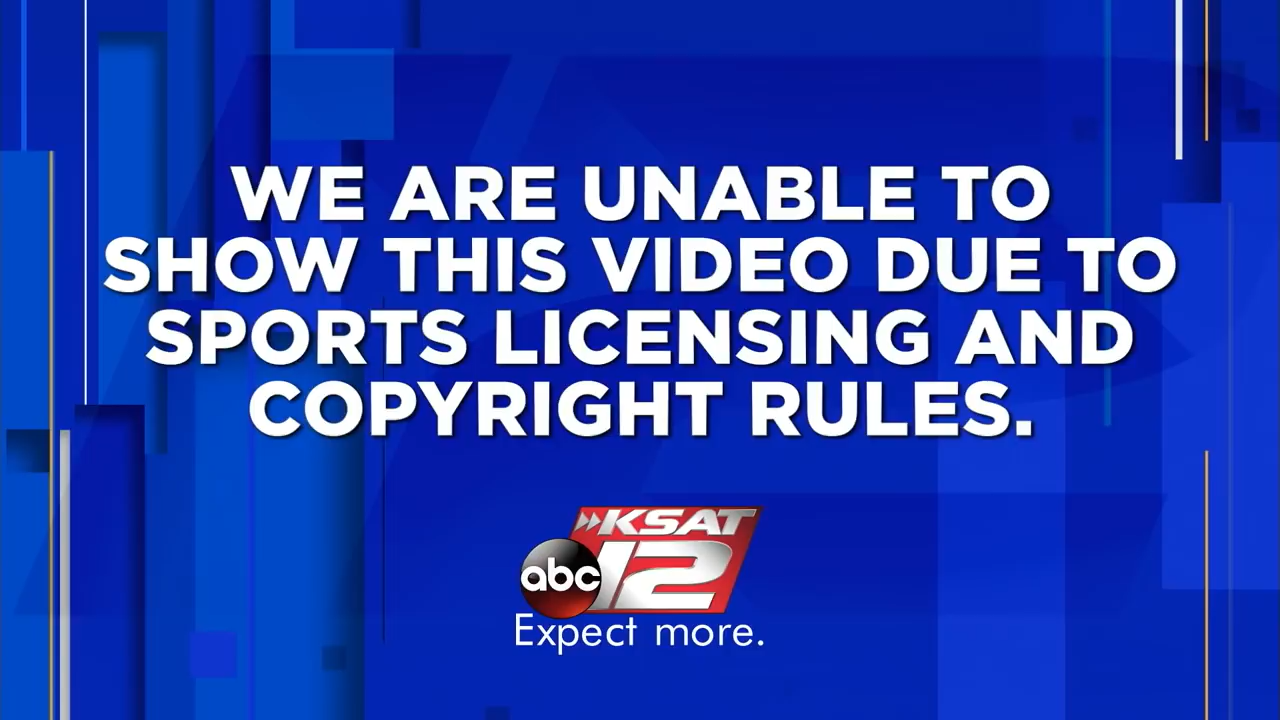 WE ARE UNABLE TO
SHOW THIS VIDEO DUE TO
SPORTS LICENSING AND
COPYRIGHT RULES.
KSAT
abc 12
Expect more.